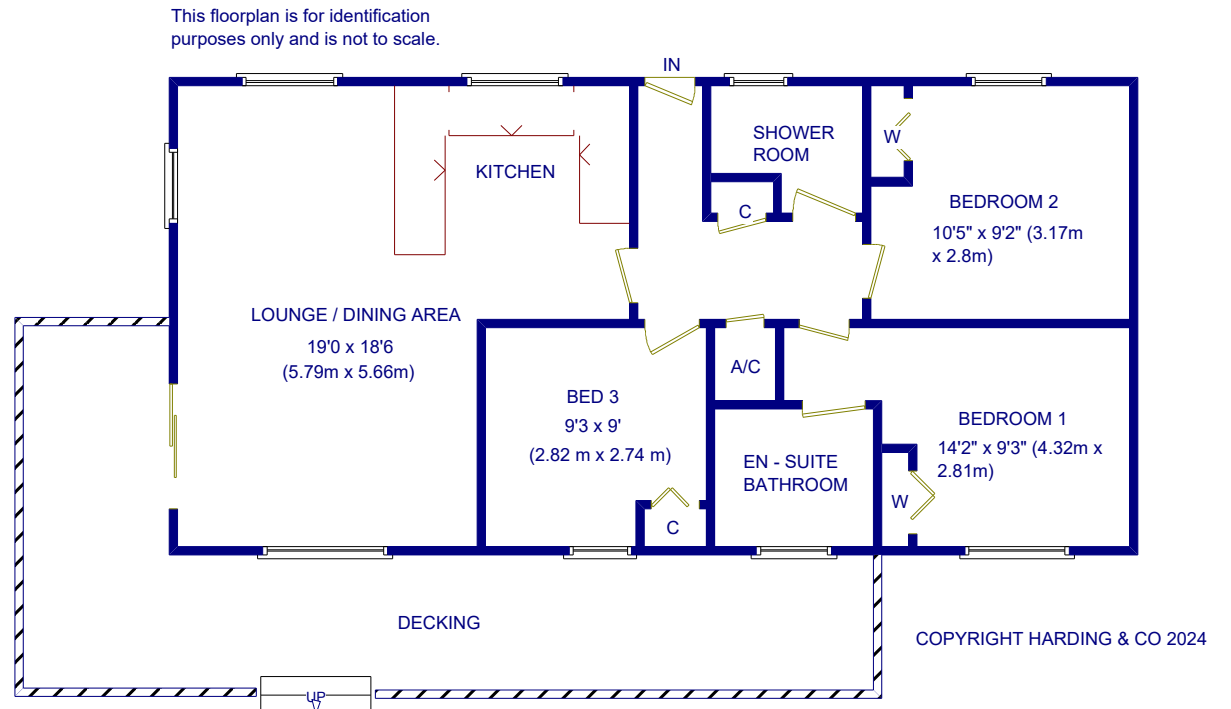 This floorplan is for identification
purposes only and is not to scale.
IN
SHOWER
ROOM
W
KITCHEN
C
BEDROOM 2
10'5" x 9'2" (3.17m
x 2.8m)
LOUNGE / DINING AREA
19'0 x 18'6
(5.79m x 5.66m)
A/C
BED 3
9'3 x 9'
(2.82 m x 2.74 m)
BEDROOM 1
14'2" x 9'3" (4.32m x
2.81m)
EN - SUITE
BATHROOM
W
C
DECKING
COPYRIGHT HARDING & CO 2024
UP